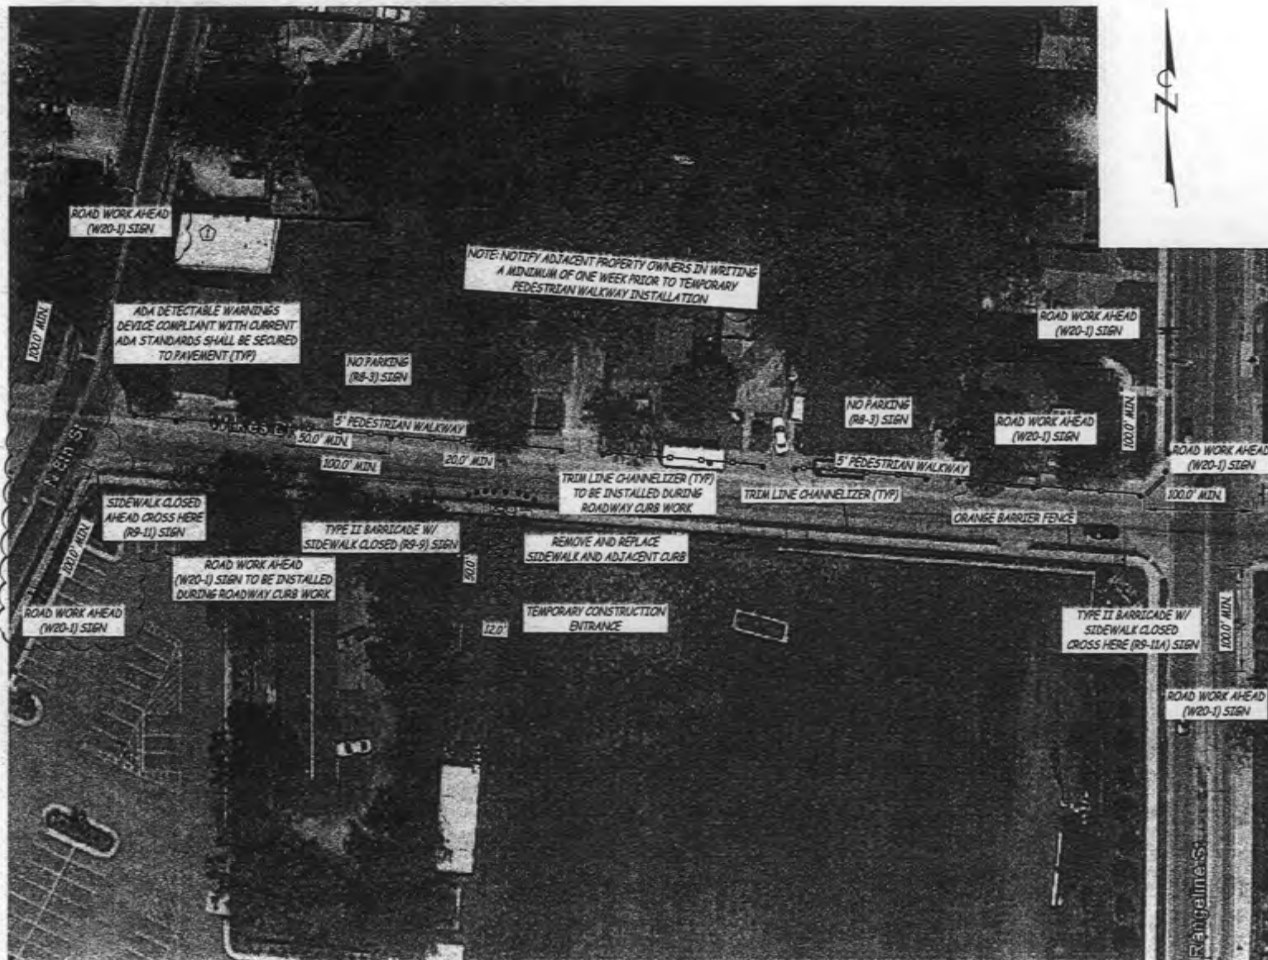 ROAD WORK AHEAD
(W20-1) SIGN
1
NOTE: NOTIFY ADJACENT PROPERTY OWNERS IN WRITING
A MINIMUM OF ONE WEEK PRIOR TO TEMPORARY
PEDESTRIAN WALKWAY INSTALLATION
ADA DETECTABLE WARNINGS
DEVICE COMPLIANT WITH CURRENT
ADA STANDARDS SHALL BE SECURED
TO PAVEMENT (TYP)
100.0' MIN.
ROAD WORK AHEAD
(W20-1) SIGN
NO PARKING
(R8-3) SIGN
NO PARKING
(R8-3) SIGN
ROAD WORK AHEAD
(W20-1) SIGN
100.0' MIN.
5' PEDESTRIAN WALKWAY
50.0' MIN.
100.0' MIN.
20.0' MIN
5' PEDESTRIAN WALKWAY
ROAD WORK AHEAD
(W20-1) SIGN
100.0' MIN.
N 8th St
TRIM LINE CHANNELIZER (TYP)
TO BE INSTALLED DURING
ROADWAY CURB WORK
TRIM LINE CHANNELIZER (TYP)
ORANGE BARRIER FENCE
SIDEWALK CLOSED
AHEAD CROSS HERE
(R9-11) SIGN
TYPE II BARRICADE W/
SIDEWALK CLOSED (R9-9) SIGN
REMOVE AND REPLACE
SIDEWALK AND ADJACENT CURB
100.0' MIN.
ROAD WORK AHEAD
(W20-1) SIGN TO BE INSTALLED
DURING ROADWAY CURB WORK
50.0'
12.0'
TEMPORARY CONSTRUCTION
ENTRANCE
ROAD WORK AHEAD
(W20-1) SIGN
TYPE II BARRICADE W/
SIDEWALK CLOSED
CROSS HERE (R9-11A) SIGN
100.0' MIN.
ROAD WORK AHEAD
(W20-1) SIGN
Rangeline St